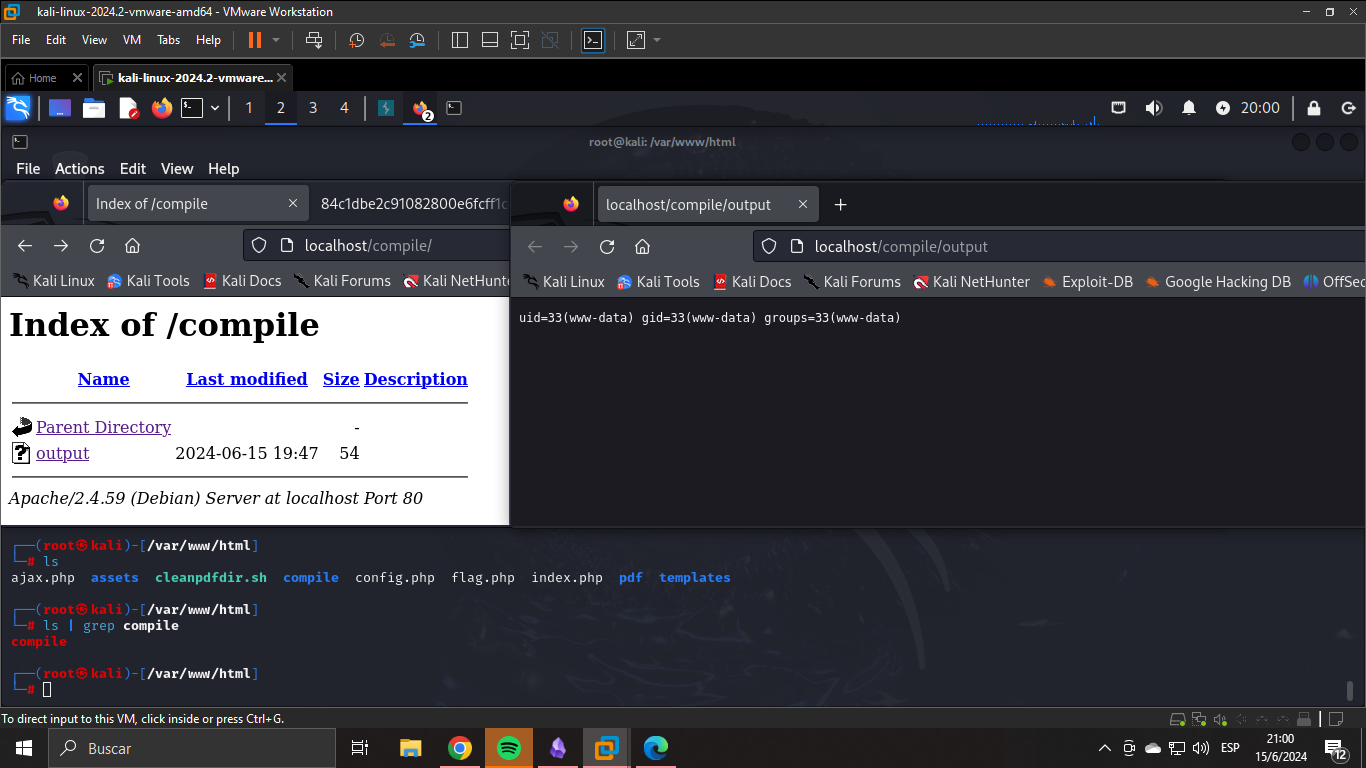 kali-linux-2024.2-vmware-amd64 - VMware Workstation
File Edit View VM Tabs Help
Home kali-linux-2024.2-vmware...
1 2 3 4 2 20:00
root@kali: /var/www/html
File Actions Edit View Help
Index of /compile 84c1dbe2c91082800e6fcff1c
localhost/compile/output
localhost/compile/
localhost/compile/output
Kali Linux Kali Tools Kali Docs Kali Forums Kali NetHunte
Kali Linux Kali Tools Kali Docs Kali Forums Kali NetHunter Exploit-DB Google Hacking DB OffSec
Index of /compile
Name Last modified Size Description
Parent Directory -
output 2024-06-15 19:47 54
Apache/2.4.59 (Debian) Server at localhost Port 80
uid=33(www-data) gid=33(www-data) groups=33(www-data)
┌──(root㉿kali)-[/var/www/html]
└─# ls
ajax.php assets cleanpdfdir.sh compile config.php flag.php index.php pdf templates
┌──(root㉿kali)-[/var/www/html]
└─# ls | grep compile
compile
┌──(root㉿kali)-[/var/www/html]
└─#
To direct input to this VM, click inside or press Ctrl+G.
Buscar
ESP
21:00
15/6/2024
12